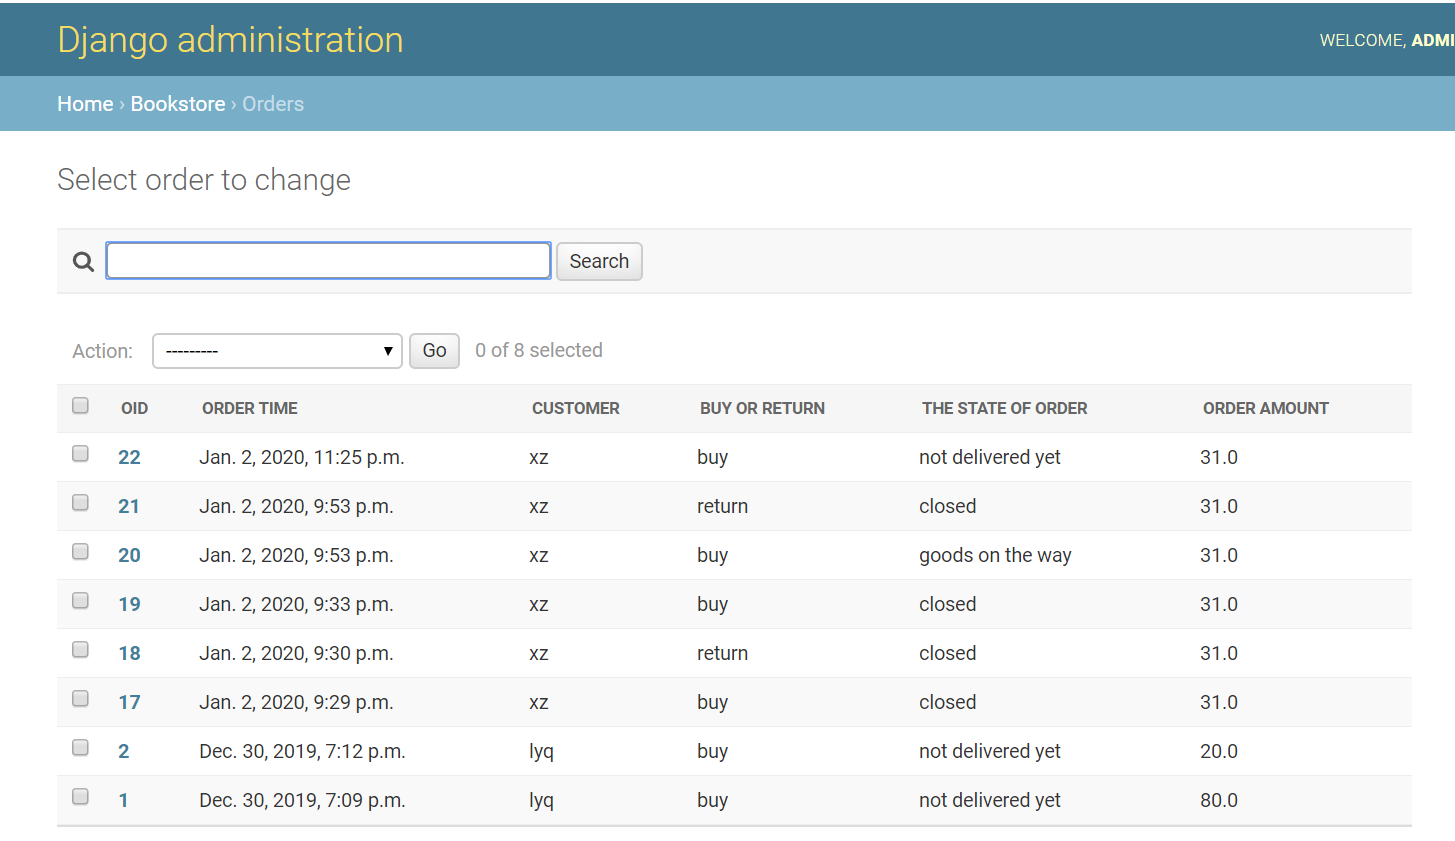 Django administration
WELCOME, ADMI
Home › Bookstore › Orders
Select order to change
Search
Action: --------- Go 0 of 8 selected
OID ORDER TIME CUSTOMER BUY OR RETURN THE STATE OF ORDER ORDER AMOUNT
22 Jan. 2, 2020, 11:25 p.m. xz buy not delivered yet 31.0
21 Jan. 2, 2020, 9:53 p.m. xz return closed 31.0
20 Jan. 2, 2020, 9:53 p.m. xz buy goods on the way 31.0
19 Jan. 2, 2020, 9:33 p.m. xz buy closed 31.0
18 Jan. 2, 2020, 9:30 p.m. xz return closed 31.0
17 Jan. 2, 2020, 9:29 p.m. xz buy closed 31.0
2 Dec. 30, 2019, 7:12 p.m. lyq buy not delivered yet 20.0
1 Dec. 30, 2019, 7:09 p.m. lyq buy not delivered yet 80.0